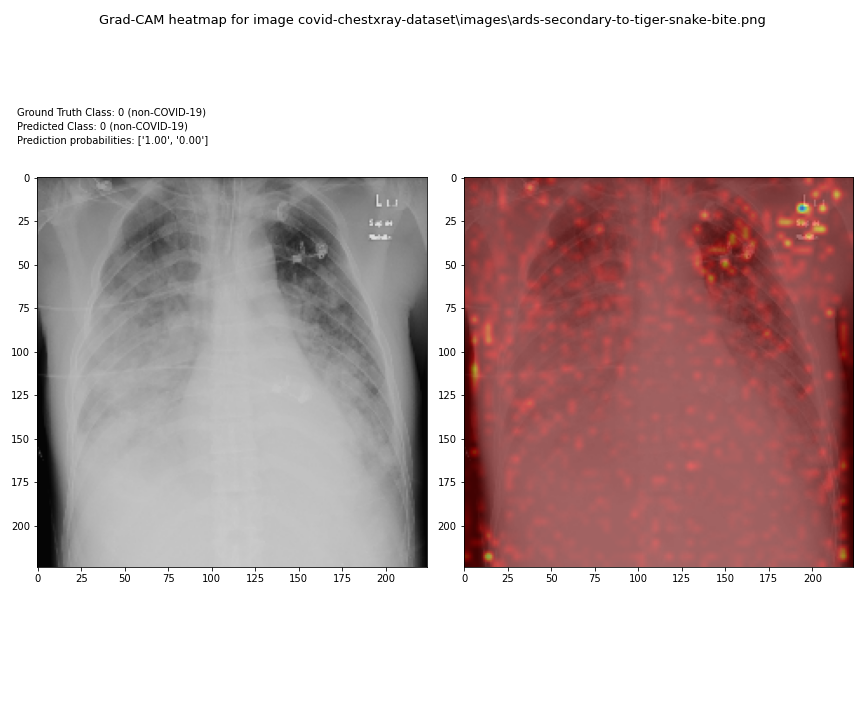 Grad-CAM heatmap for image covid-chestxray-dataset\images\ards-secondary-to-tiger-snake-bite.png
Ground Truth Class: 0 (non-COVID-19)
Predicted Class: 0 (non-COVID-19)
Prediction probabilities: ['1.00', '0.00']
0
25
50
75
100
125
150
175
200
0 25 50 75 100 125 150 175 200
L
0
25
50
75
100
125
150
175
200
0 25 50 75 100 125 150 175 200